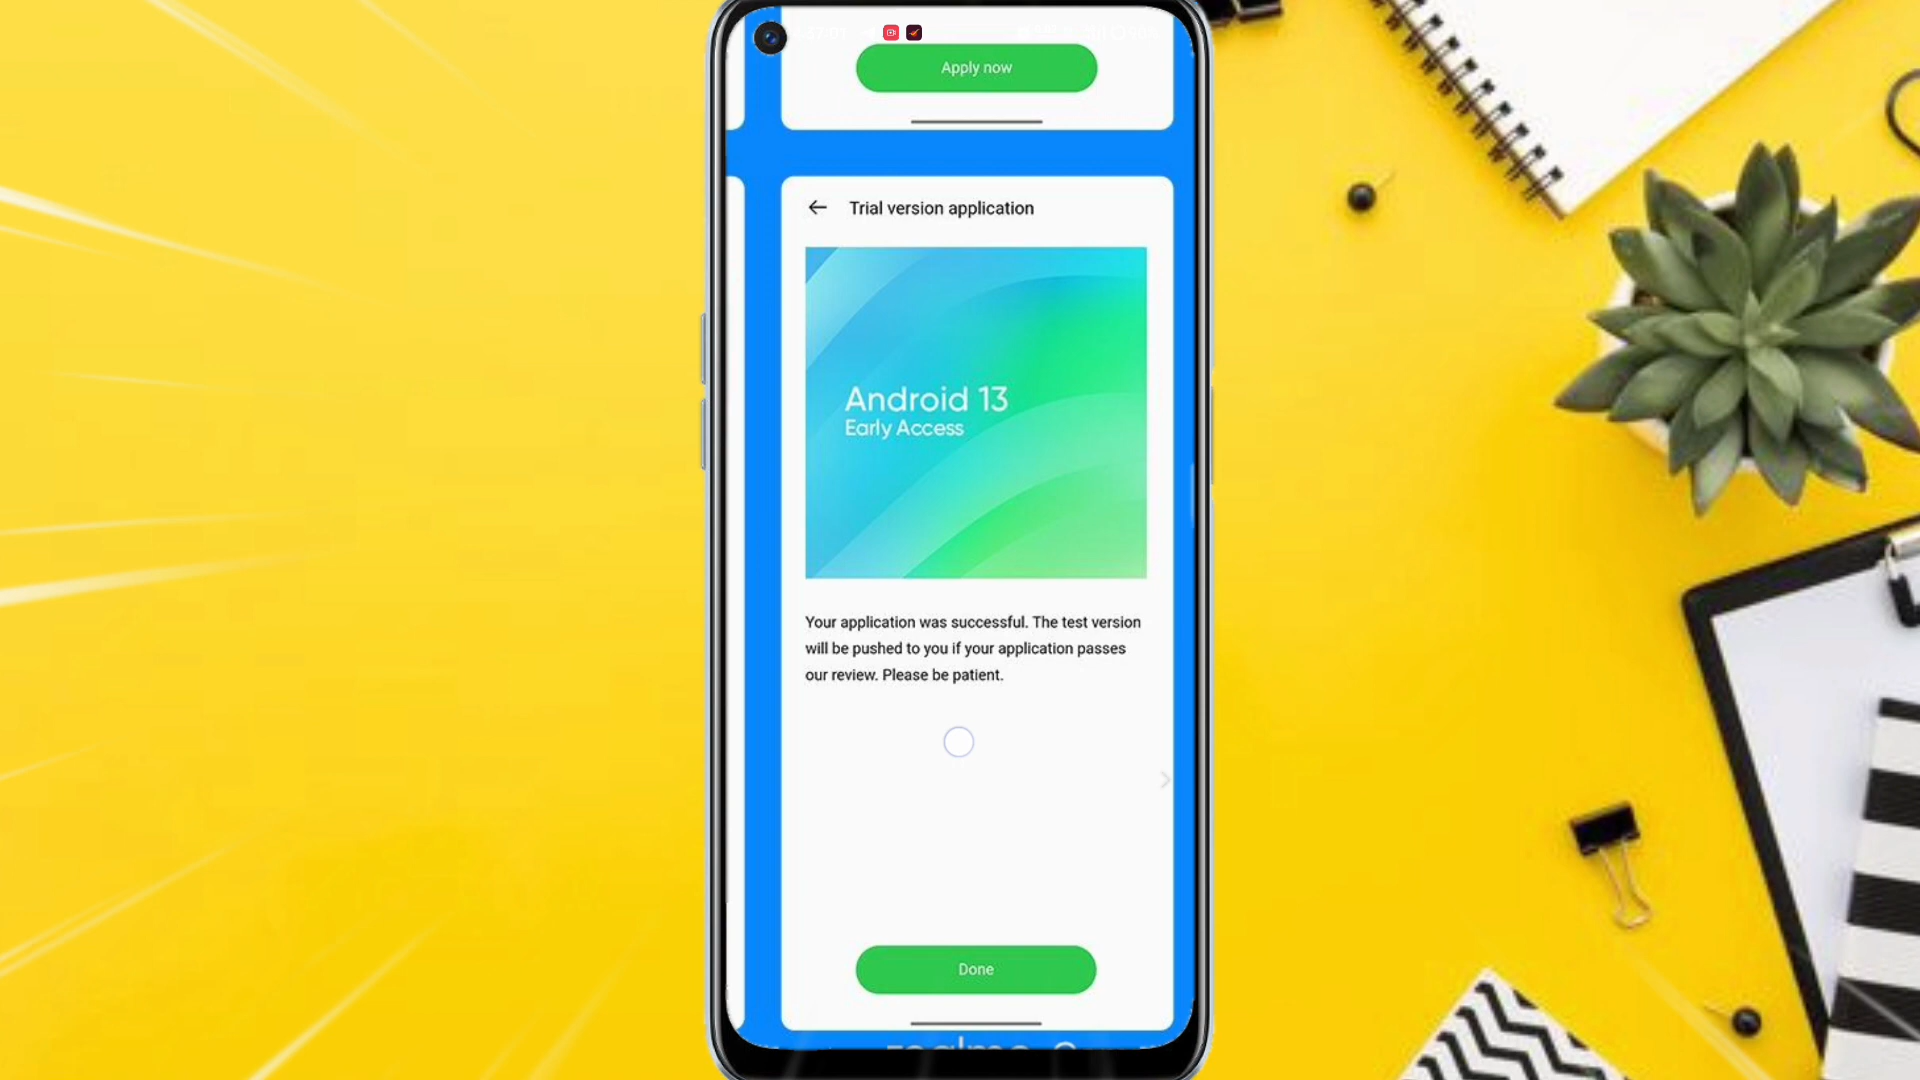 Apply now
Trial version application
Android 13
Early Access
Your application was successful. The test version
will be pushed to you if your application passes
our review. Please be patient.
Done